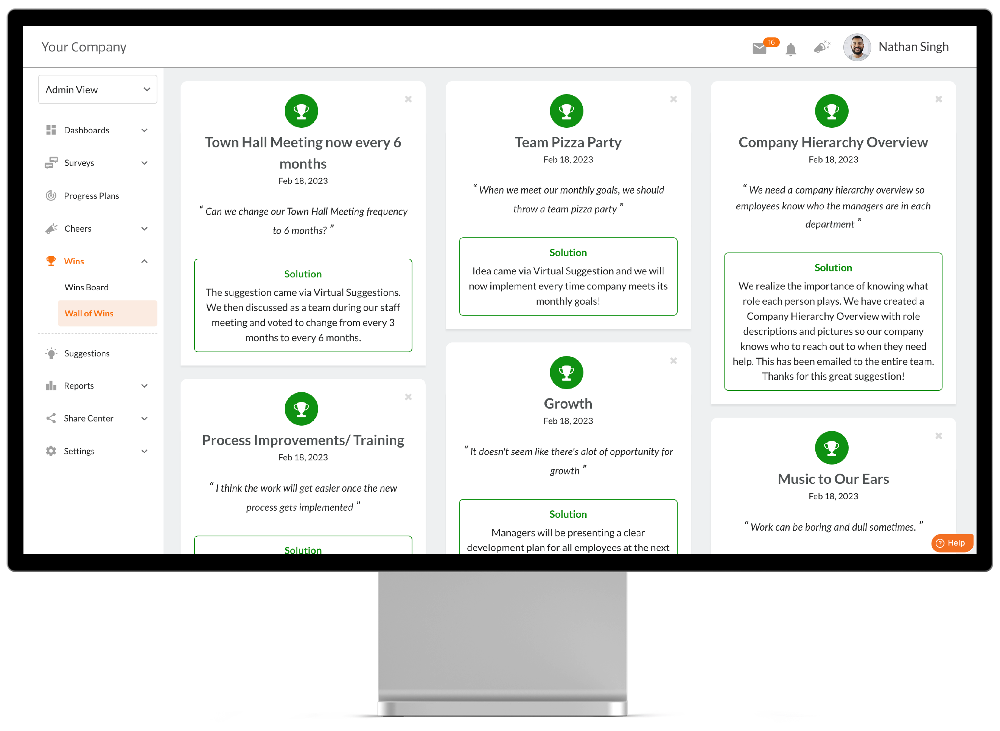 Your Company
16
Nathan Singh
Admin View
Dashboards
Surveys
Progress Plans
Cheers
Wins
Wins Board
Wall of Wins
Suggestions
Reports
Share Center
Settings
Town Hall Meeting now every 6
months
Feb 18, 2023
“ Can we change our Town Hall Meeting frequency
to 6 months? ”
Solution
The suggestion came via Virtual Suggestions.
We then discussed as a team during our staff
meeting and voted to change from every 3
months to every 6 months.
Process Improvements/ Training
Feb 18, 2023
“ I think the work will get easier once the new
process gets implemented ”
Solution
Team Pizza Party
Feb 18, 2023
“ When we meet our monthly goals, we should
throw a team pizza party ”
Solution
Idea came via Virtual Suggestion and we will
now implement every time company meets its
monthly goals!
Growth
Feb 18, 2023
“ It doesn't seem like there's alot of opportunity for
growth ”
Solution
Managers will be presenting a clear
development plan for all employees at the next
Company Hierarchy Overview
Feb 18, 2023
“ We need a company hierarchy overview so
employees know who the managers are in each
department ”
Solution
We realize the importance of knowing what
role each person plays. We have created a
Company Hierarchy Overview with role
descriptions and pictures so our company
knows who to reach out to when they need
help. This has been emailed to the entire team.
Thanks for this great suggestion!
Music to Our Ears
Feb 18, 2023
“ Work can be boring and dull sometimes. ”
? Help